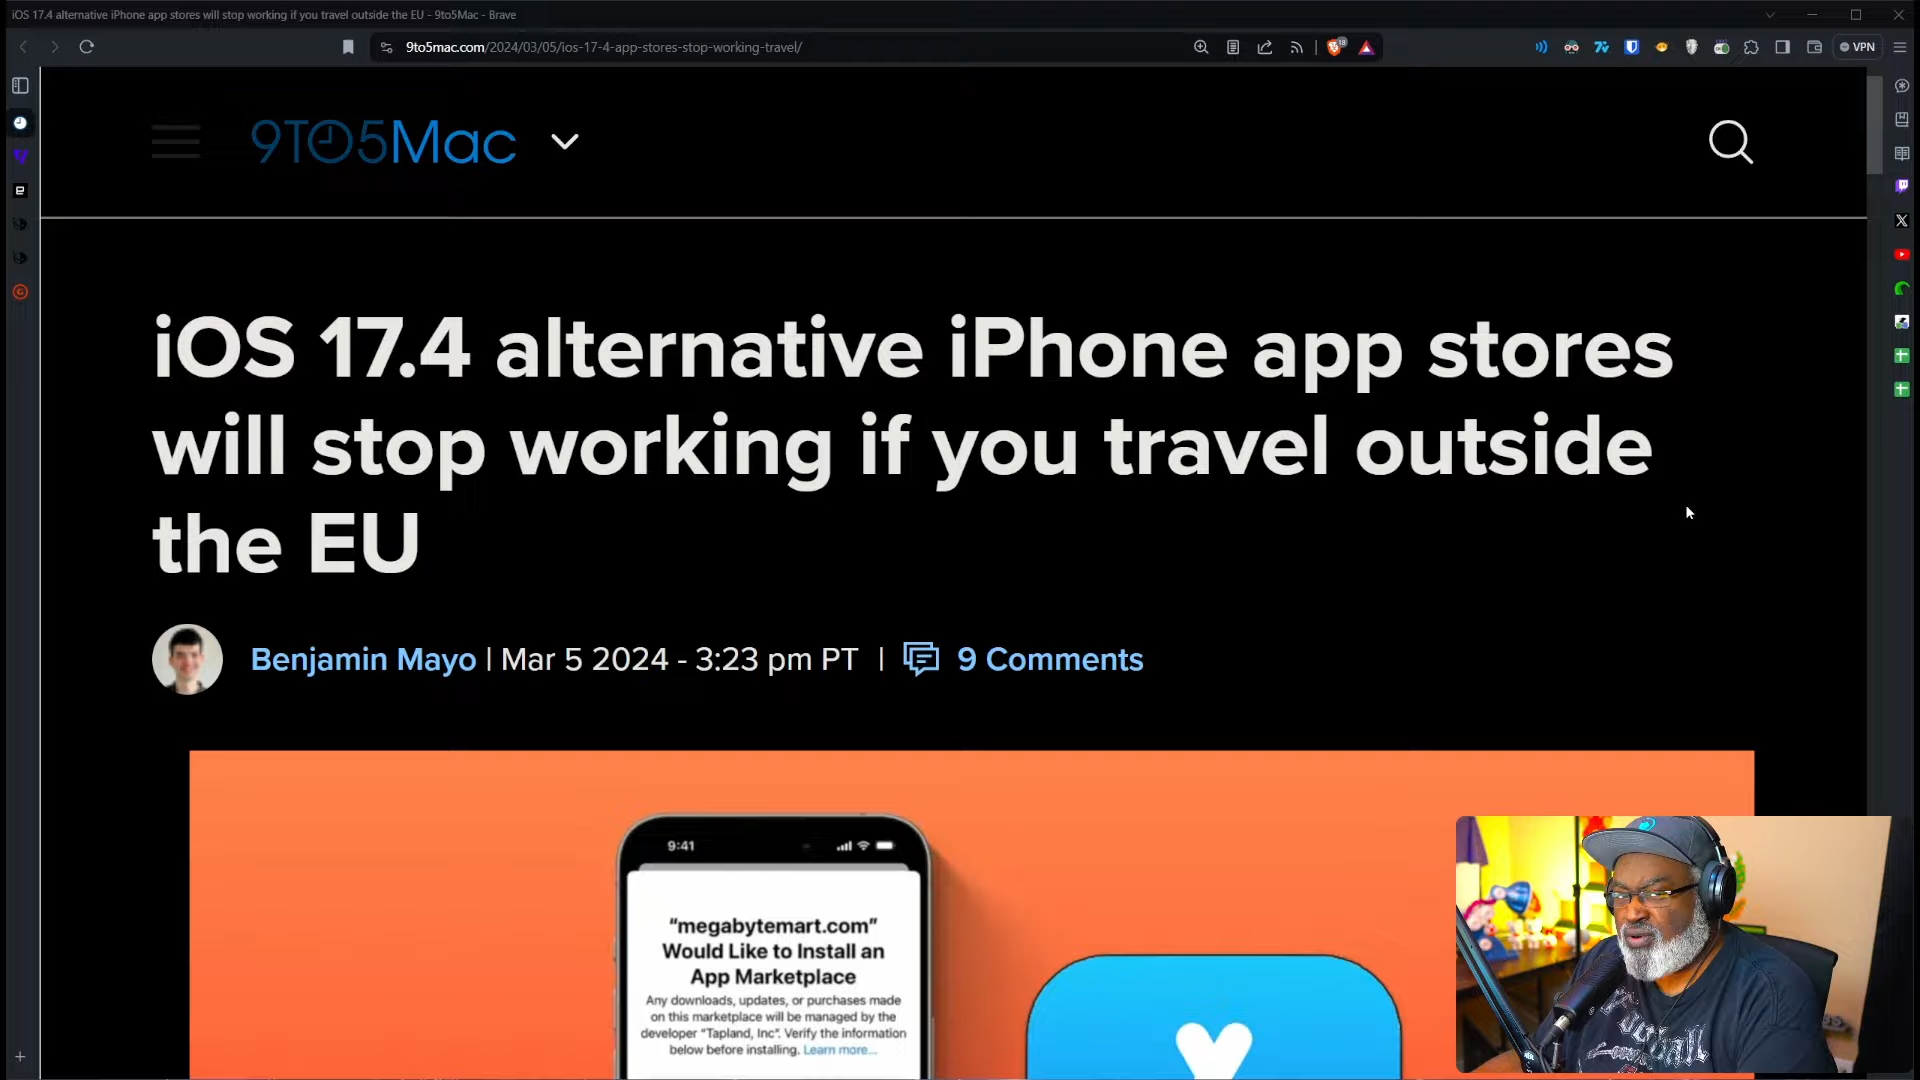 iOS 17.4 alternative iPhone app stores will stop working if you travel outside the EU - 9to5Mac - Brave
9to5mac.com/2024/03/05/ios-17-4-app-stores-stop-working-travel/
VPN
9TO5Mac
iOS 17.4 alternative iPhone app stores
will stop working if you travel outside
the EU
Benjamin Mayo | Mar 5 2024 - 3:23 pm PT | 9 Comments
9:41
“megabytemart.com”
Would Like to Install an
App Marketplace
Any downloads, updates, or purchases made
on this marketplace will be managed by the
developer “Tapland, Inc”. Verify the information
below before installing. Learn more...